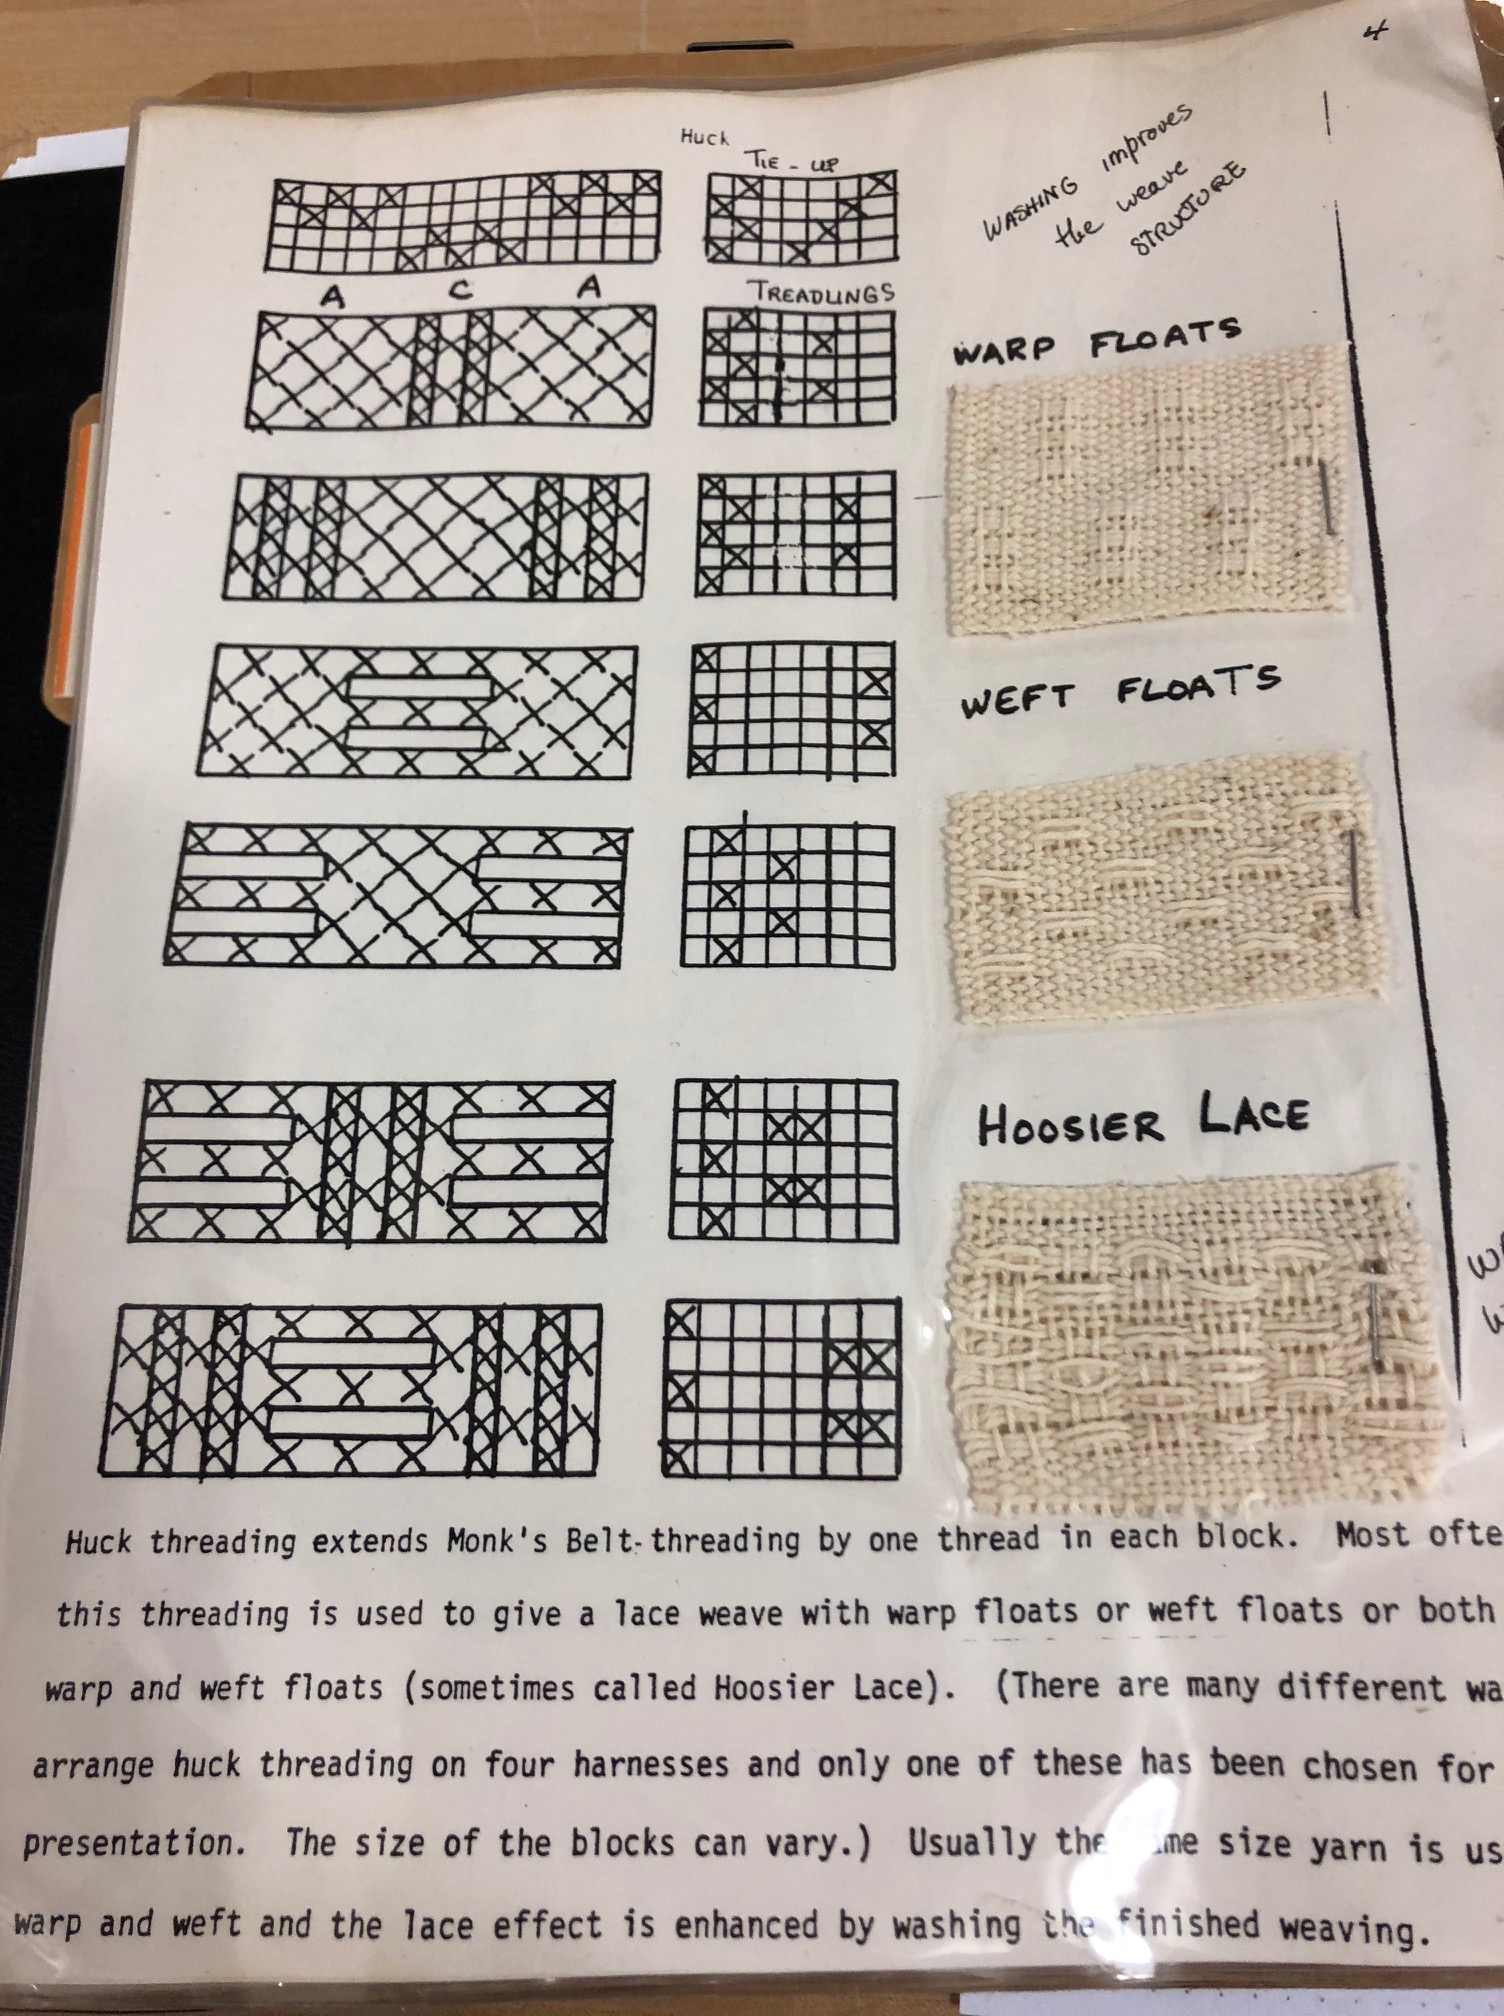 4
Huck
TIE-UP
WASHING improves
the weave
STRUCTURE
A C A
TREADLINGS
WARP FLOATS
WEFT FLOATS
HOOSIER LACE
Huck threading extends Monk's Belt threading by one thread in each block. Most ofte
this threading is used to give a lace weave with warp floats or weft floats or both
warp and weft floats (sometimes called Hoosier Lace). (There are many different wa
arrange huck threading on four harnesses and only one of these has been chosen for
presentation. The size of the blocks can vary.) Usually the me size yarn is us
warp and weft and the lace effect is enhanced by washing the finished weaving.